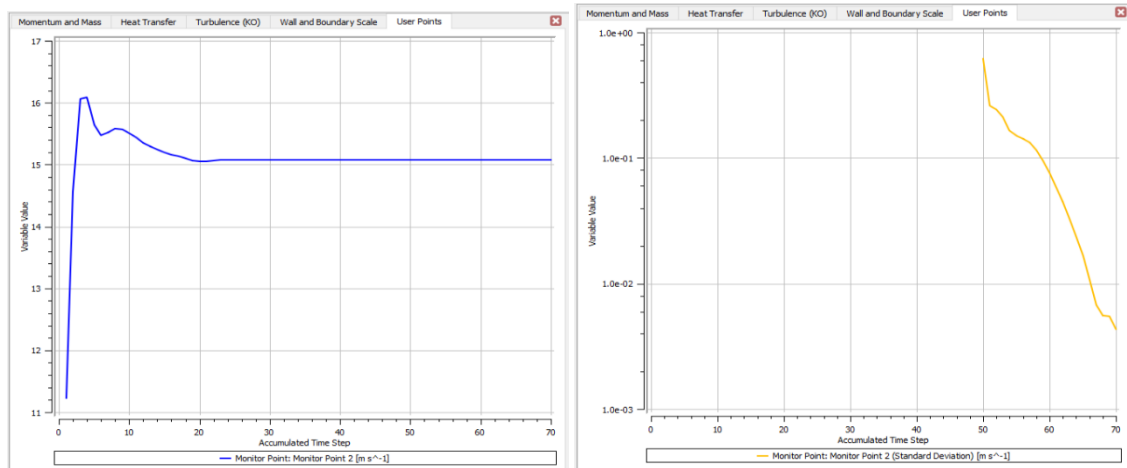 Momentum and Mass Heat Transfer Turbulence (KO) Wall and Boundary Scale User Points
17
16
15
14
13
12
11
Variable Value
0 10 20 30 40 50 60 70
Accumulated Time Step
Monitor Point: Monitor Point 2 [m s^-1]
Momentum and Mass Heat Transfer Turbulence (KO) Wall and Boundary Scale User Points
1.0e+00
1.0e-01
1.0e-02
1.0e-03
Variable Value
0 10 20 30 40 50 60 70
Accumulated Time Step
Monitor Point: Monitor Point 2 (Standard Deviation) [m s^-1]